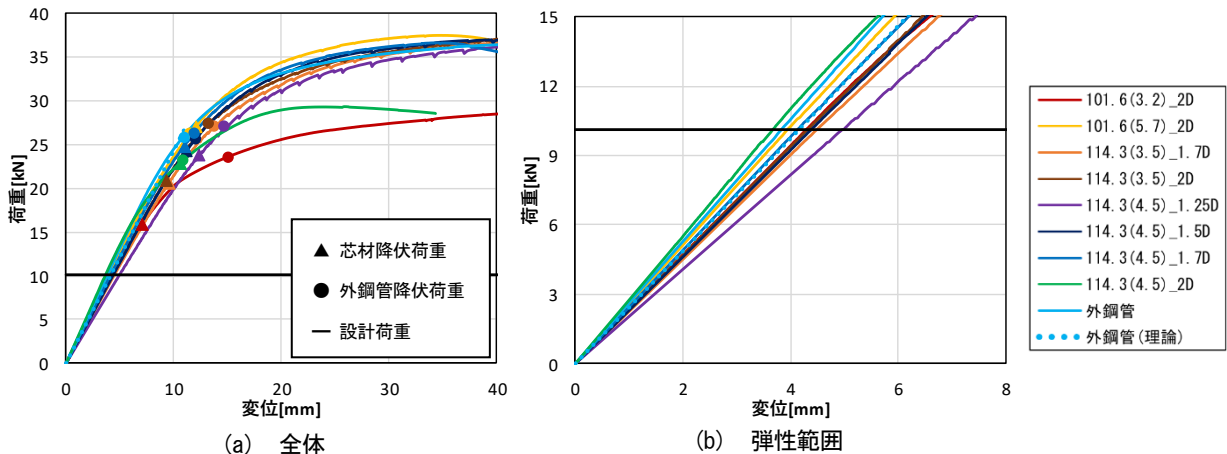 荷重[kN]
40
35
30
25
20
15
10
5
0
0 10 20 30 40
変位[mm]
▲ 芯材降伏荷重
● 外鋼管降伏荷重
設計荷重
(a) 全体
荷重[kN]
15
12
9
6
3
0
0 2 4 6 8
変位[mm]
(b) 弾性範囲
101.6(3.2)_2D
101.6(5.7)_2D
114.3(3.5)_1.7D
114.3(3.5)_2D
114.3(4.5)_1.25D
114.3(4.5)_1.5D
114.3(4.5)_1.7D
114.3(4.5)_2D
外鋼管
外鋼管(理論)